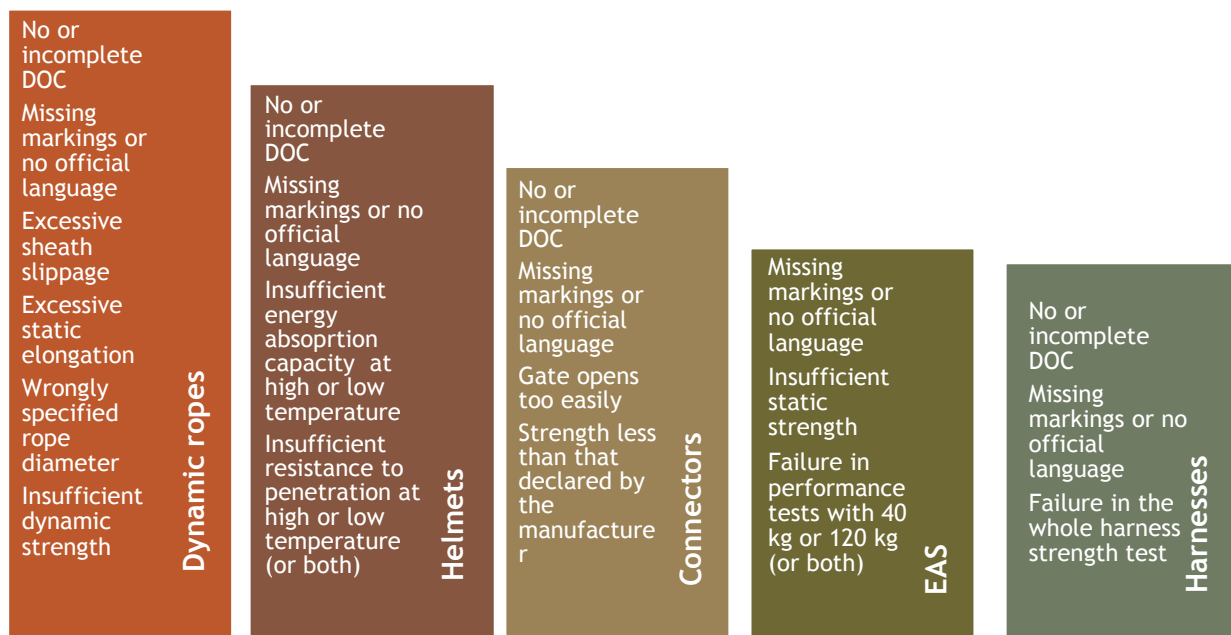 No or
incomplete
DOC
Missing
markings or
no official
language
Excessive
sheath
slippage
Excessive
static
elongation
Wrongly
specified
rope
diameter
Insufficient
dynamic
strength
Dynamic ropes
No or
incomplete
DOC
Missing
markings or no
official
language
Insufficient
energy
absoprtion
capacity at
high or low
temperature
Insufficient
resistance to
penetration at
high or low
temperature
(or both)
Helmets
No or
incomplete
DOC
Missing
markings or
no official
language
Gate opens
too easily
Strength less
than that
declared by
the
manufacture
r
Connectors
Missing
markings or
no official
language
Insufficient
static
strength
Failure in
performance
tests with 40
kg or 120 kg
(or both)
EAS
No or
incomplete
DOC
Missing
markings or no
official
language
Failure in the
whole harness
strength test
Harnesses